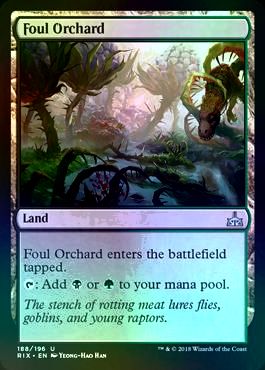 Foul Orchard
Land
Foul Orchard enters the battlefield
tapped.
: Add or to your mana pool.
The stench of rotting meat lures flies,
goblins, and young raptors.
188/196 U
RIX • EN Yeong-Hao Han
™ & © 2018 Wizards of the Coast